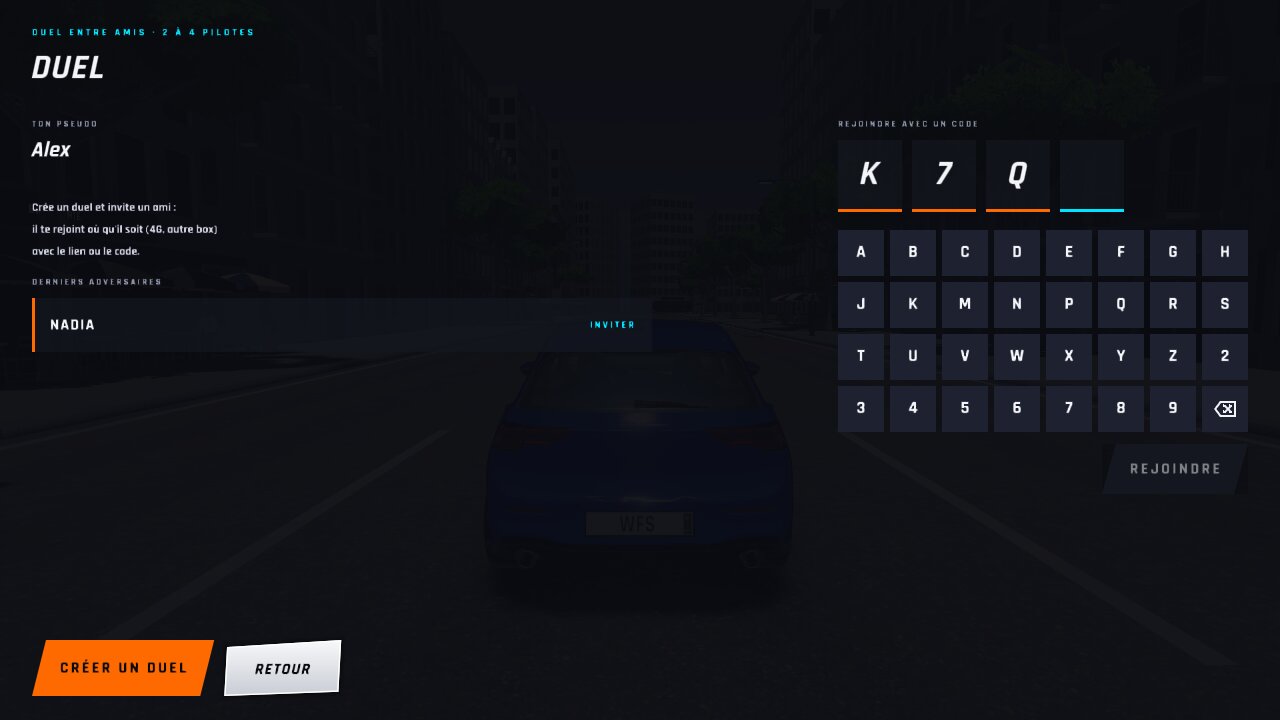 DUEL ENTRE AMIS · 2 À 4 PILOTES
DUEL
TON PSEUDO
Alex
Crée un duel et invite un ami :
il te rejoint où qu'il soit (4G, autre box)
avec le lien ou le code.
DERNIERS ADVERSAIRES
NADIA
INVITER
REJOINDRE AVEC UN CODE
K 7 Q
A B C D E F G H
J K M N P Q R S
T U V W X Y Z 2
3 4 5 6 7 8 9
REJOINDRE
WFS
CRÉER UN DUEL
RETOUR